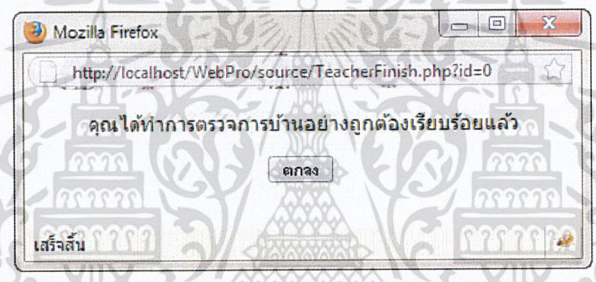 Mozilla Firefox
http://localhost/WebPro/source/TeacherFinish.php?id=0
คุณได้ทำการตรวจการบ้านอย่างถูกต้องเรียบร้อยแล้ว
ตกลง
เสร็จสิ้น